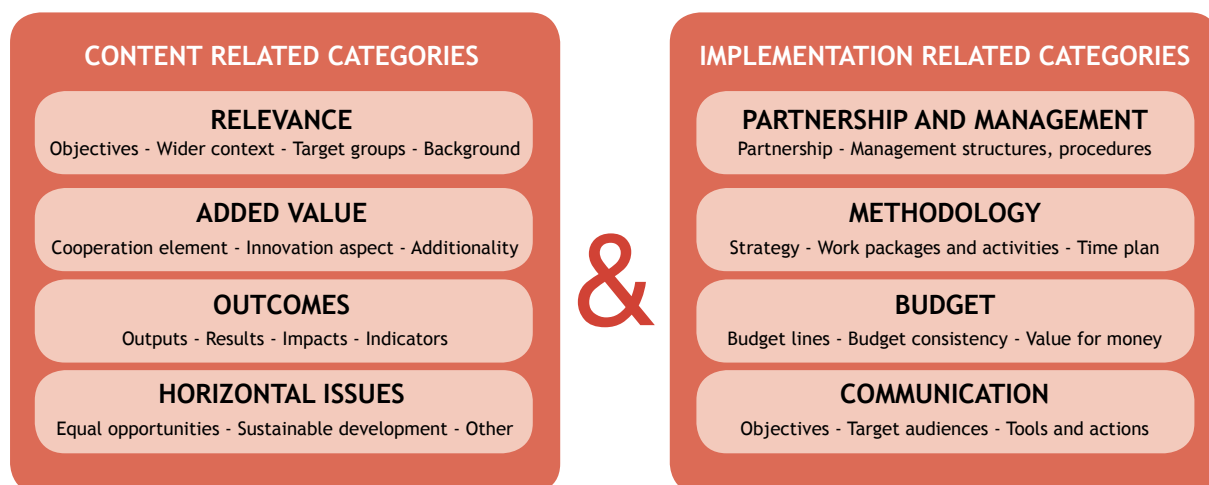 CONTENT RELATED CATEGORIES
RELEVANCE
Objectives - Wider context - Target groups - Background
ADDED VALUE
Cooperation element - Innovation aspect - Additionality
OUTCOMES
Outputs - Results - Impacts - Indicators
HORIZONTAL ISSUES
Equal opportunities - Sustainable development - Other
&
IMPLEMENTATION RELATED CATEGORIES
PARTNERSHIP AND MANAGEMENT
Partnership - Management structures, procedures
METHODOLOGY
Strategy - Work packages and activities - Time plan
BUDGET
Budget lines - Budget consistency - Value for money
COMMUNICATION
Objectives - Target audiences - Tools and actions